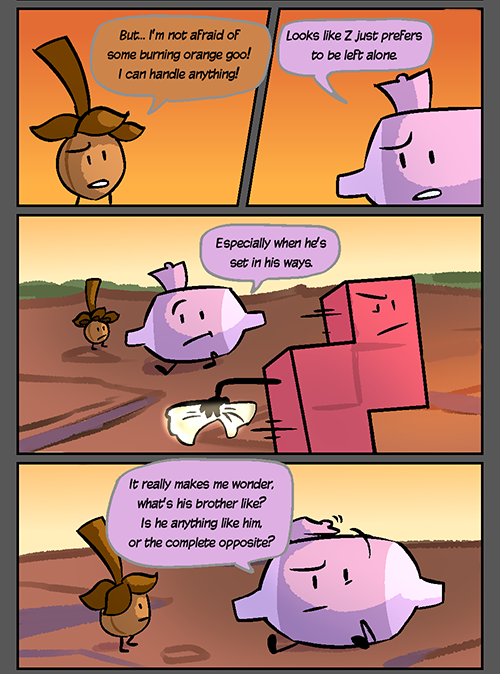 But... I'm not afraid of
some burning orange goo!
I can handle anything!
Looks like Z just prefers
to be left alone.
Especially when he's
set in his ways.
It really makes me wonder,
what's his brother like?
Is he anything like him,
or the complete opposite?